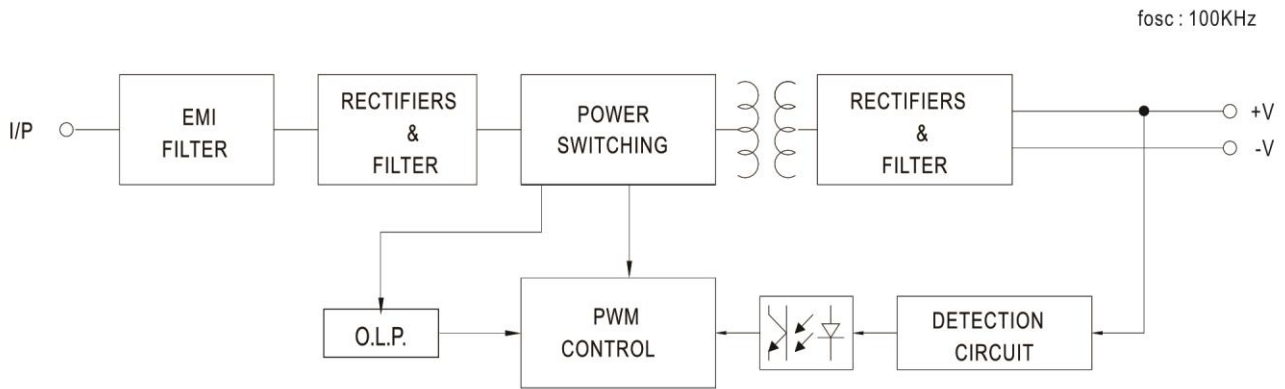 fosc : 100KHz
I/P
EMI
FILTER
RECTIFIERS
&
FILTER
POWER
SWITCHING
RECTIFIERS
&
FILTER
+V
-V
O.L.P.
PWM
CONTROL
DETECTION
CIRCUIT